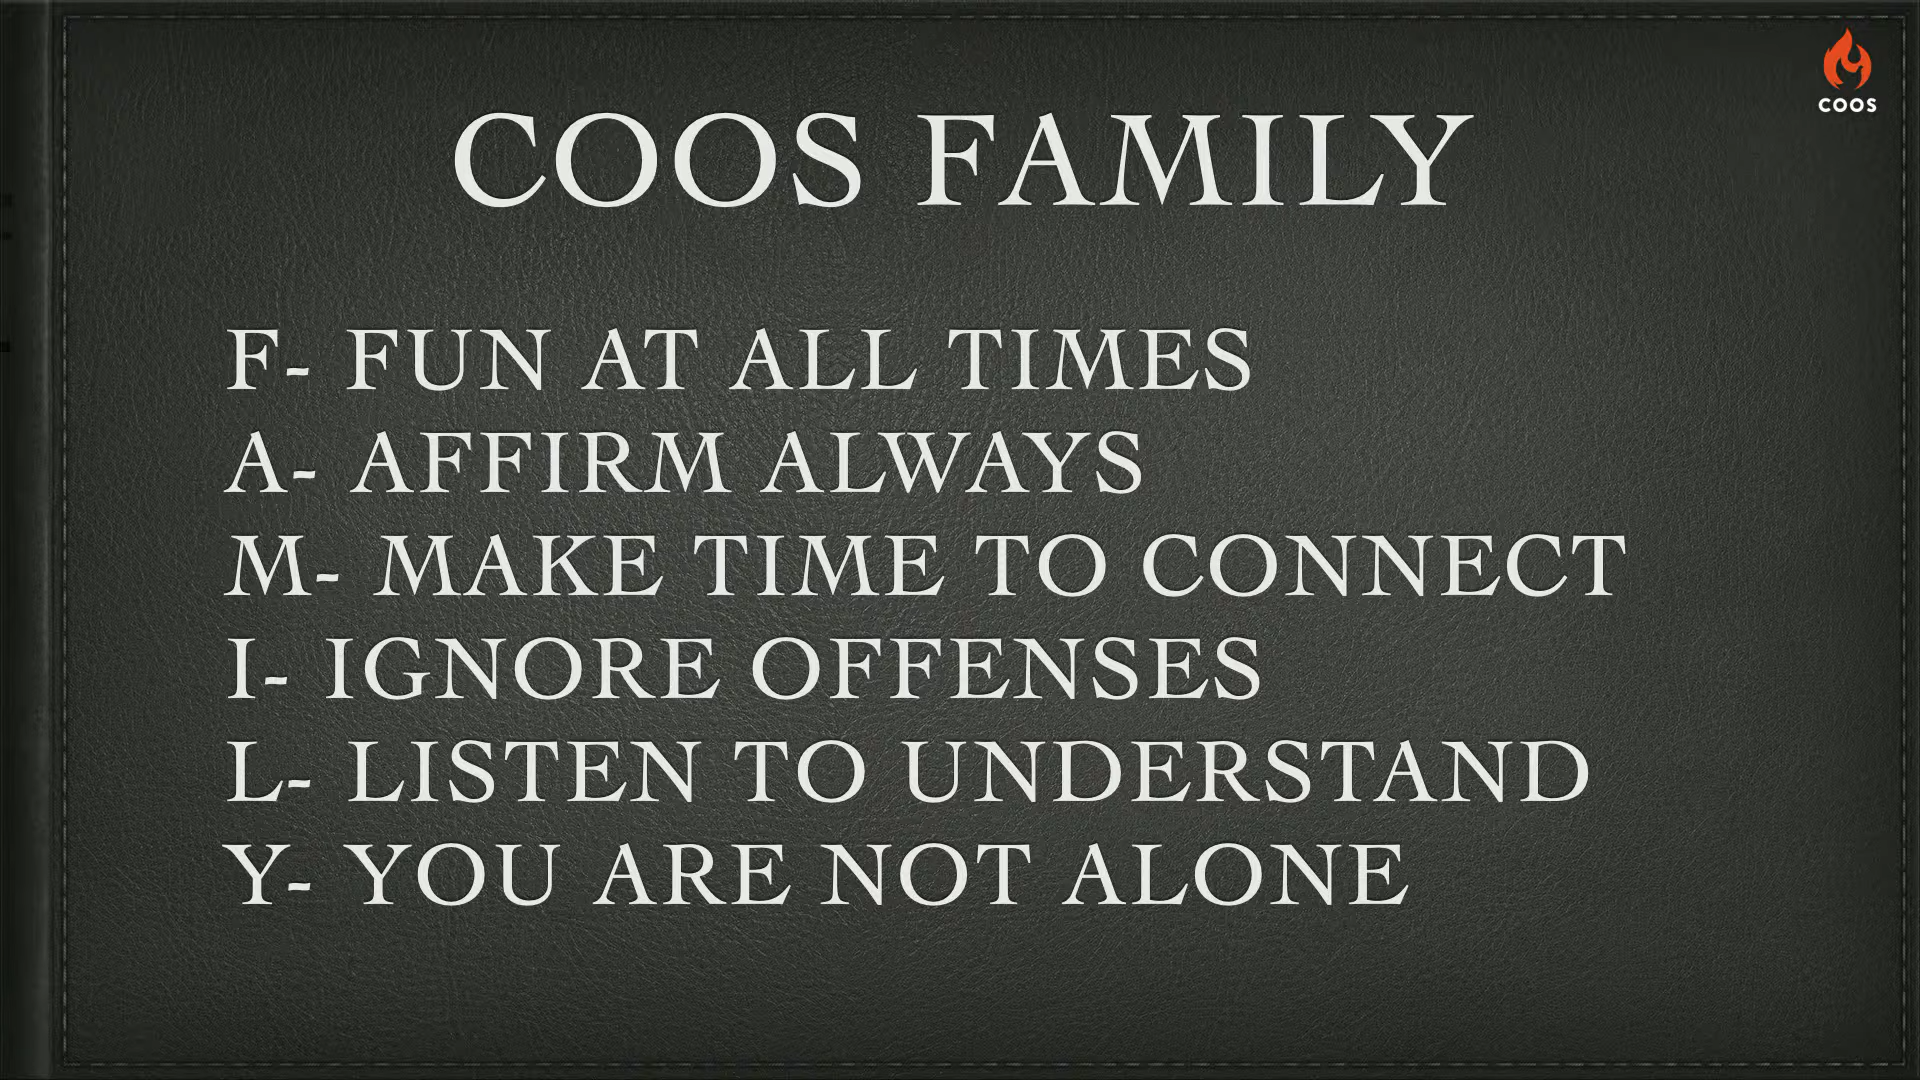 COOS
COOS FAMILY
F- FUN AT ALL TIMES
A- AFFIRM ALWAYS
M- MAKE TIME TO CONNECT
I- IGNORE OFFENSES
L- LISTEN TO UNDERSTAND
Y- YOU ARE NOT ALONE